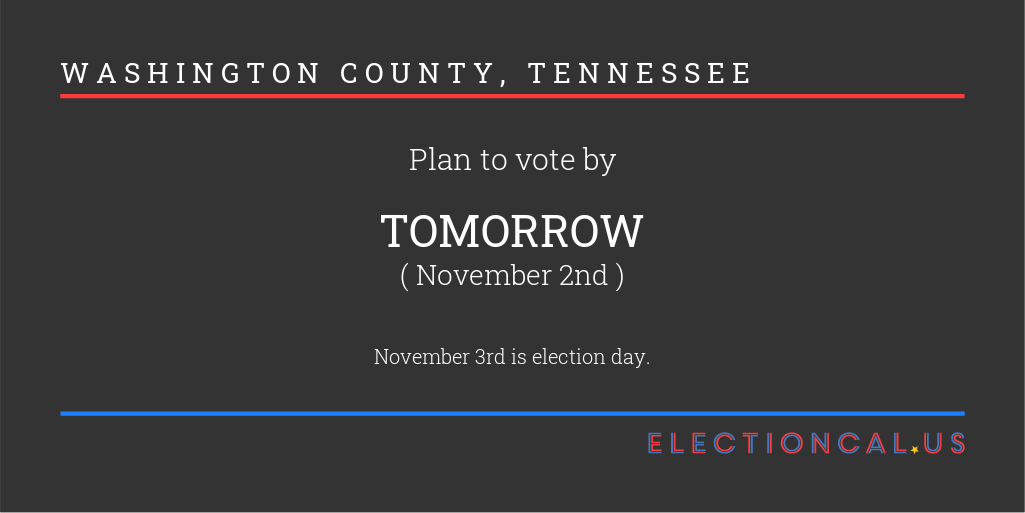 WASHINGTON COUNTY, TENNESSEE
Plan to vote by
TOMORROW
( November 2nd )
November 3rd is election day.
ELECTIONCAL.US